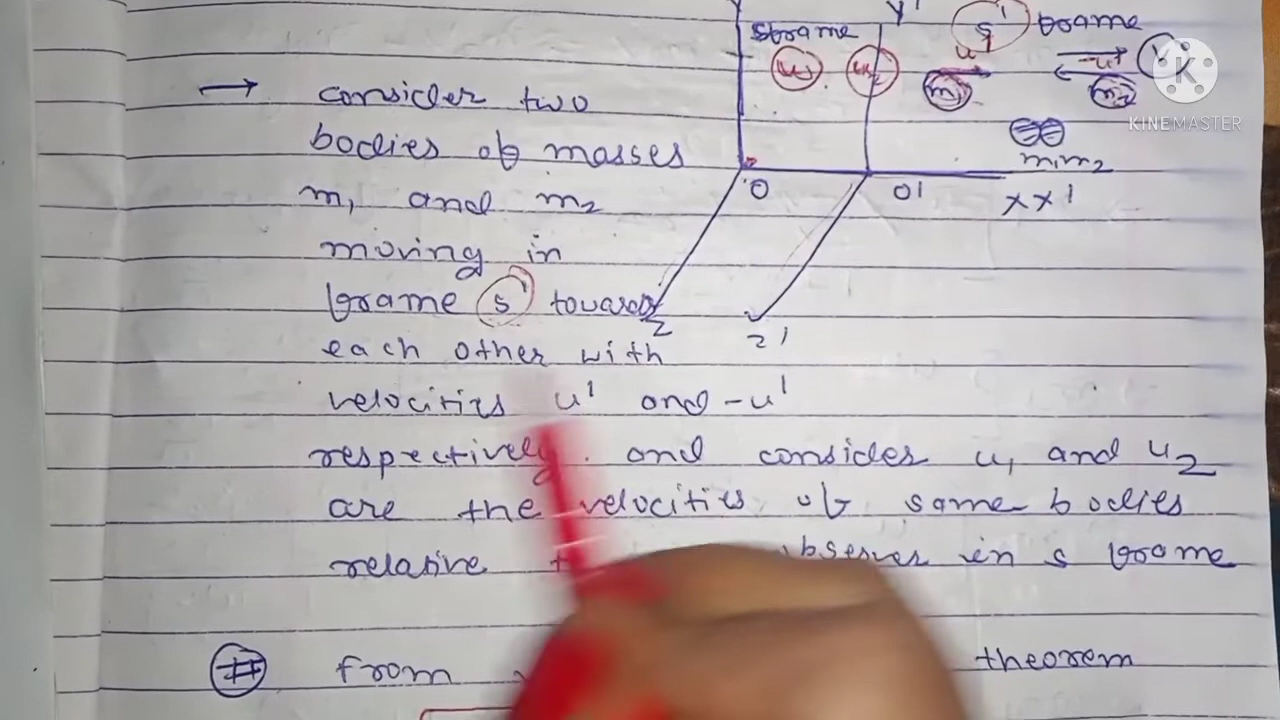 Y Y'
S frame S' frame
u' -u' V
u1 u2 m1 m2
→ consider two
bodies of masses
m1 m2
m1 and m2
O O' X X'
moving in
frame S' towards
Z Z'
each other with
velocities u' and -u'
respectively. and consider u1 and u2
are the velocities of same bodies
relative observer in S frame
# From theorem
K
KINEMASTER